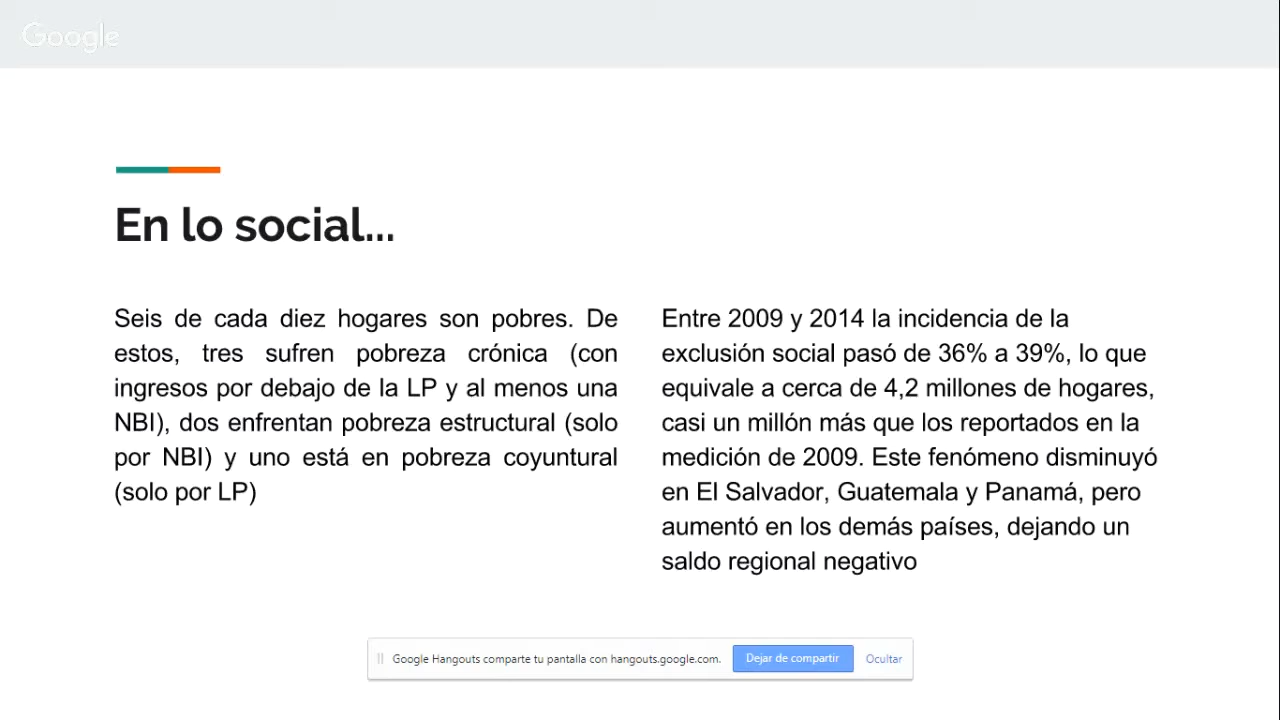 Google
En lo social...
Seis de cada diez hogares son pobres. De
estos, tres sufren pobreza crónica (con
ingresos por debajo de la LP y al menos una
NBI), dos enfrentan pobreza estructural (solo
por NBI) y uno está en pobreza coyuntural
(solo por LP)
Entre 2009 y 2014 la incidencia de la
exclusión social pasó de 36% a 39%, lo que
equivale a cerca de 4,2 millones de hogares,
casi un millón más que los reportados en la
medición de 2009. Este fenómeno disminuyó
en El Salvador, Guatemala y Panamá, pero
aumentó en los demás países, dejando un
saldo regional negativo
Google Hangouts comparte tu pantalla con hangouts.google.com. Dejar de compartir Ocultar